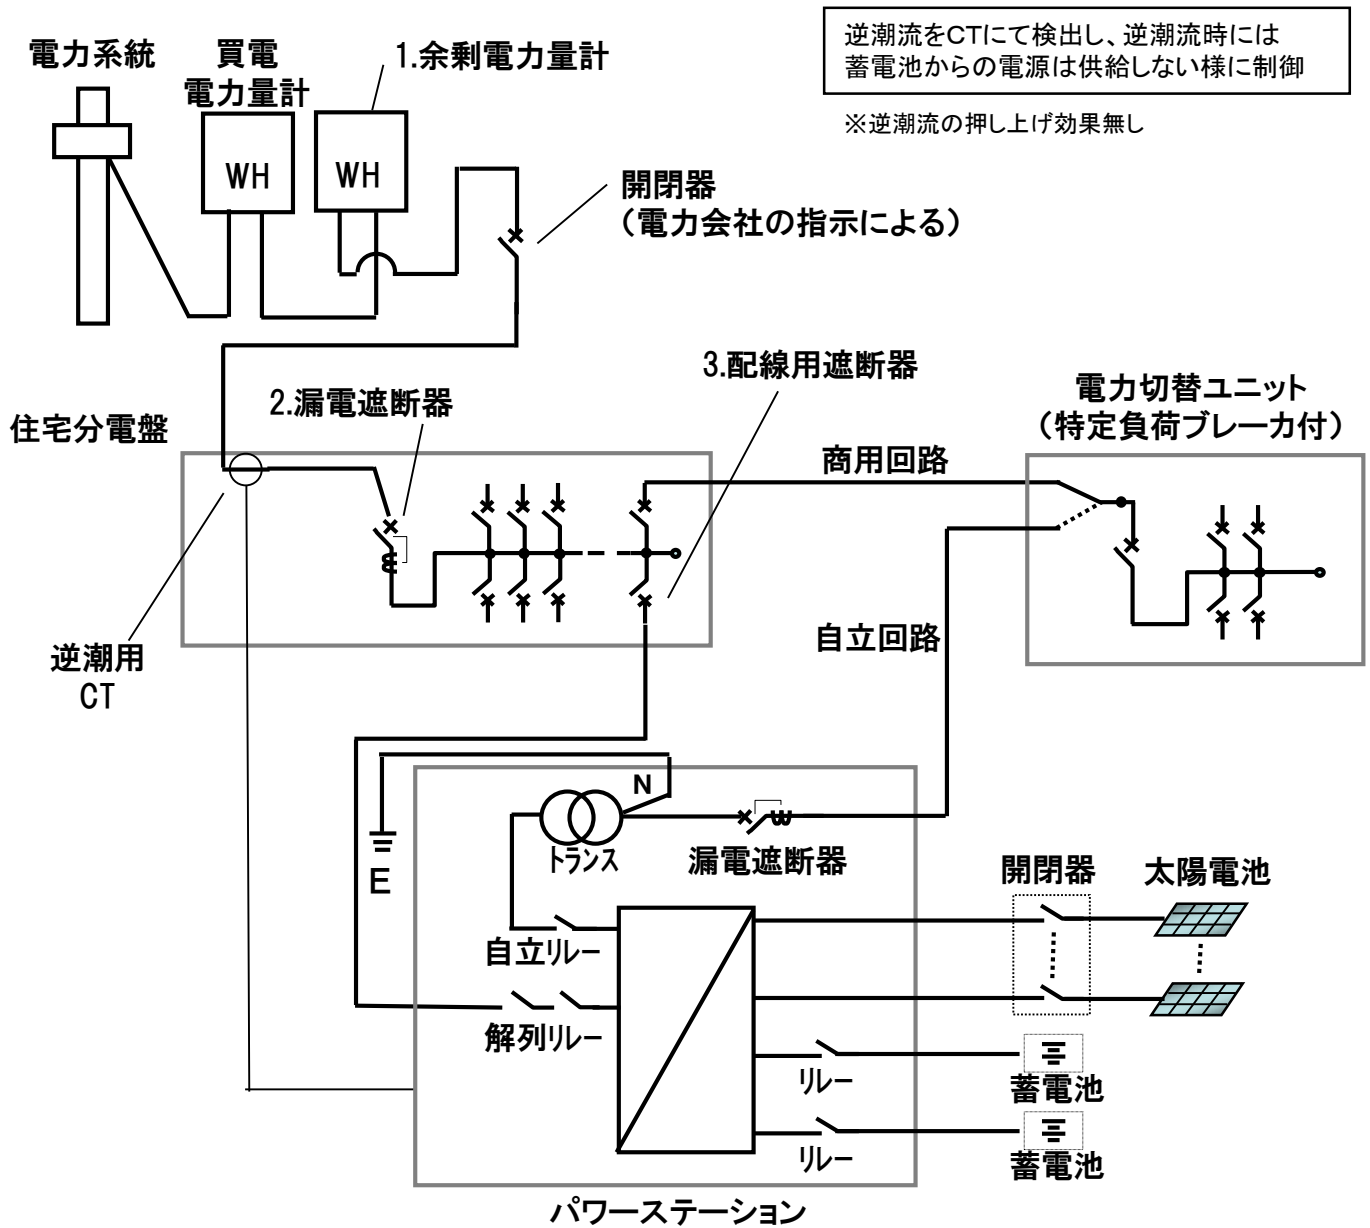 逆潮流をCTにて検出し、逆潮流時には
蓄電池からの電源は供給しない様に制御
※逆潮流の押し上げ効果無し
電力系統
買電
電力量計
1.余剰電力量計
WH
WH
開閉器
(電力会社の指示による)
3.配線用遮断器
2.漏電遮断器
住宅分電盤
電力切替ユニット
(特定負荷ブレーカ付)
商用回路
自立回路
逆潮用
CT
N
E
トランス
漏電遮断器
開閉器
太陽電池
自立リレー
解列リレー
リレー
蓄電池
リレー
蓄電池
パワーステーション